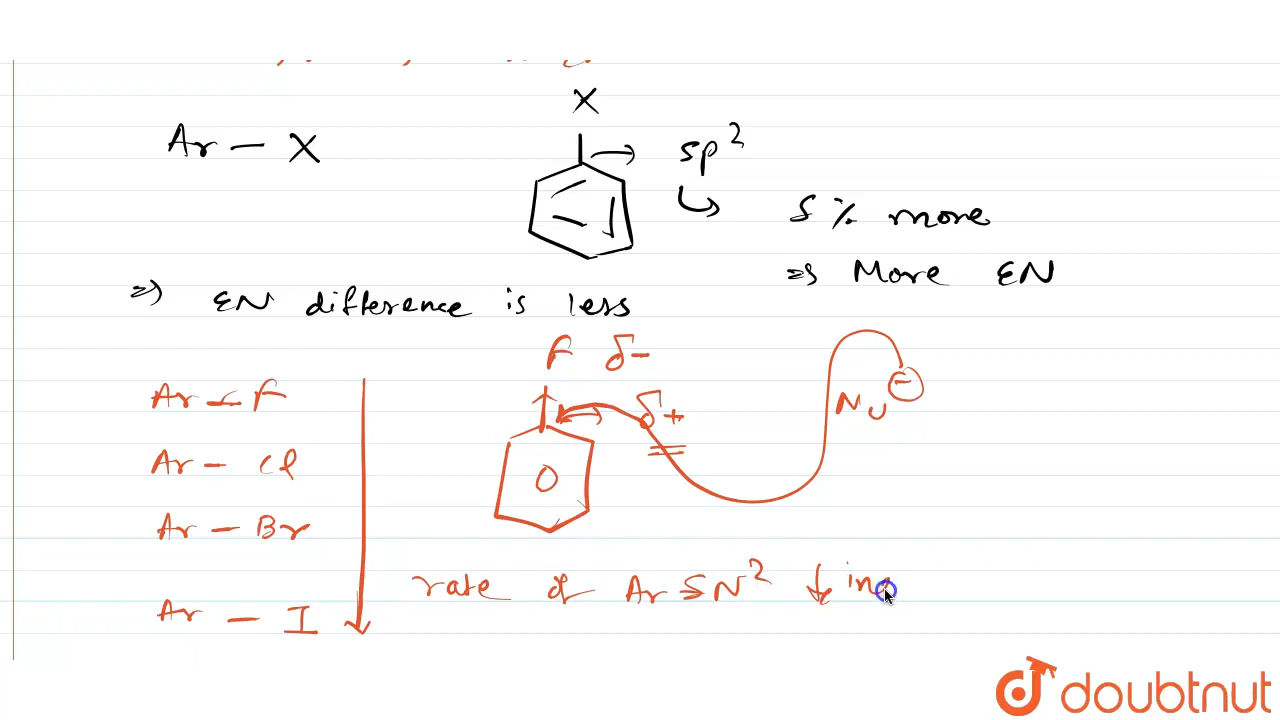 X
Ar – X
sp²
S % more
⇒ More EN
⇒ EN difference is less
F δ-
Ar – F
δ+
Nu⊖
Ar – Cl
O
Ar – Br
rate of ArSN² ↓ inc
Ar – I
doubtnut